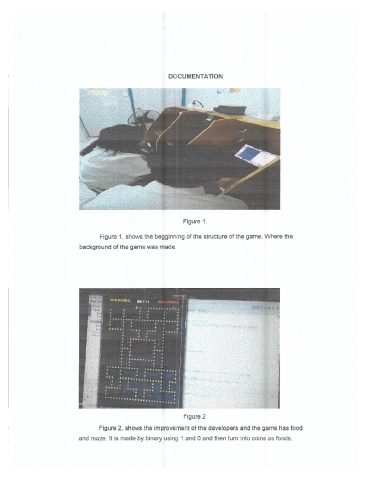 DOCUMENTATION
Figure 1.
Figure 1, shows the begginning of the structure of the game. Where the
background of the game was made.
Figure 2
Figure 2, shows the improvement of the developers and the game has food
and maze. It is made by binary using 1 and 0 and then turn into coins as foods.